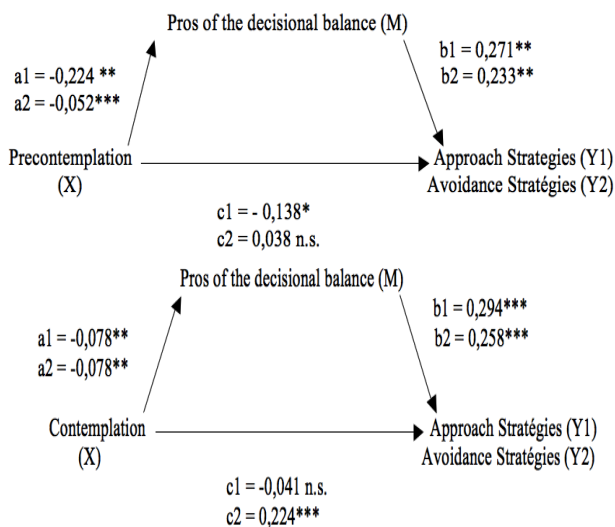 Pros of the decisional balance (M)
a1 = -0,224 **
a2 = -0,052***
b1 = 0,271**
b2 = 0,233**
Precontemplation
(X)
Approach Strategies (Y1)
Avoidance Stratégies (Y2)
c1 = - 0,138*
c2 = 0,038 n.s.
Pros of the decisional balance (M)
a1 = -0,078**
a2 = -0,078**
b1 = 0,294***
b2 = 0,258***
Contemplation
(X)
Approach Stratégies (Y1)
Avoidance Stratégies (Y2)
c1 = -0,041 n.s.
c2 = 0,224***